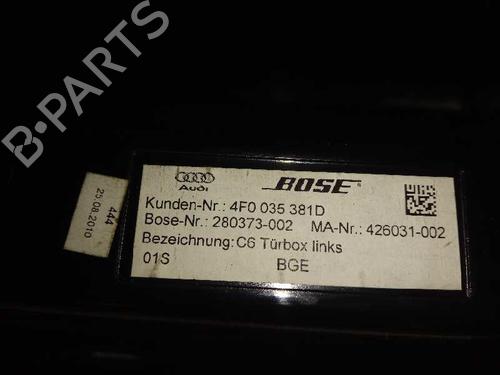 B-PARTS
444
25.08.2010
Audi BOSE
Kunden-Nr.: 4F0 035 381D
Bose-Nr.: 280373-002 MA-Nr.: 426031-002
Bezeichnung: C6 Türbox links
01S BGE